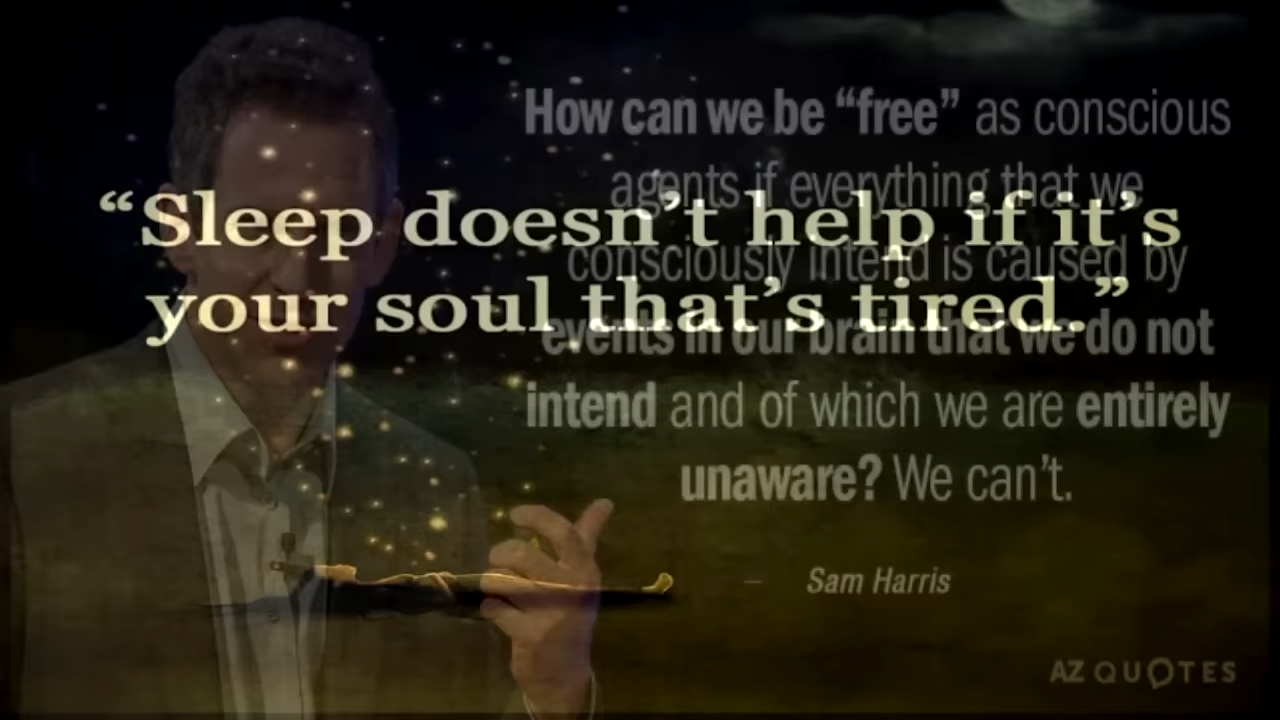 “Sleep doesn’t help if it’s
your soul that’s tired.”
How can we be “free” as conscious
agents if everything that we
consciously intend is caused by
events in our brain that we do not
intend and of which we are entirely
unaware? We can’t.
Sam Harris
AZ QUOTES